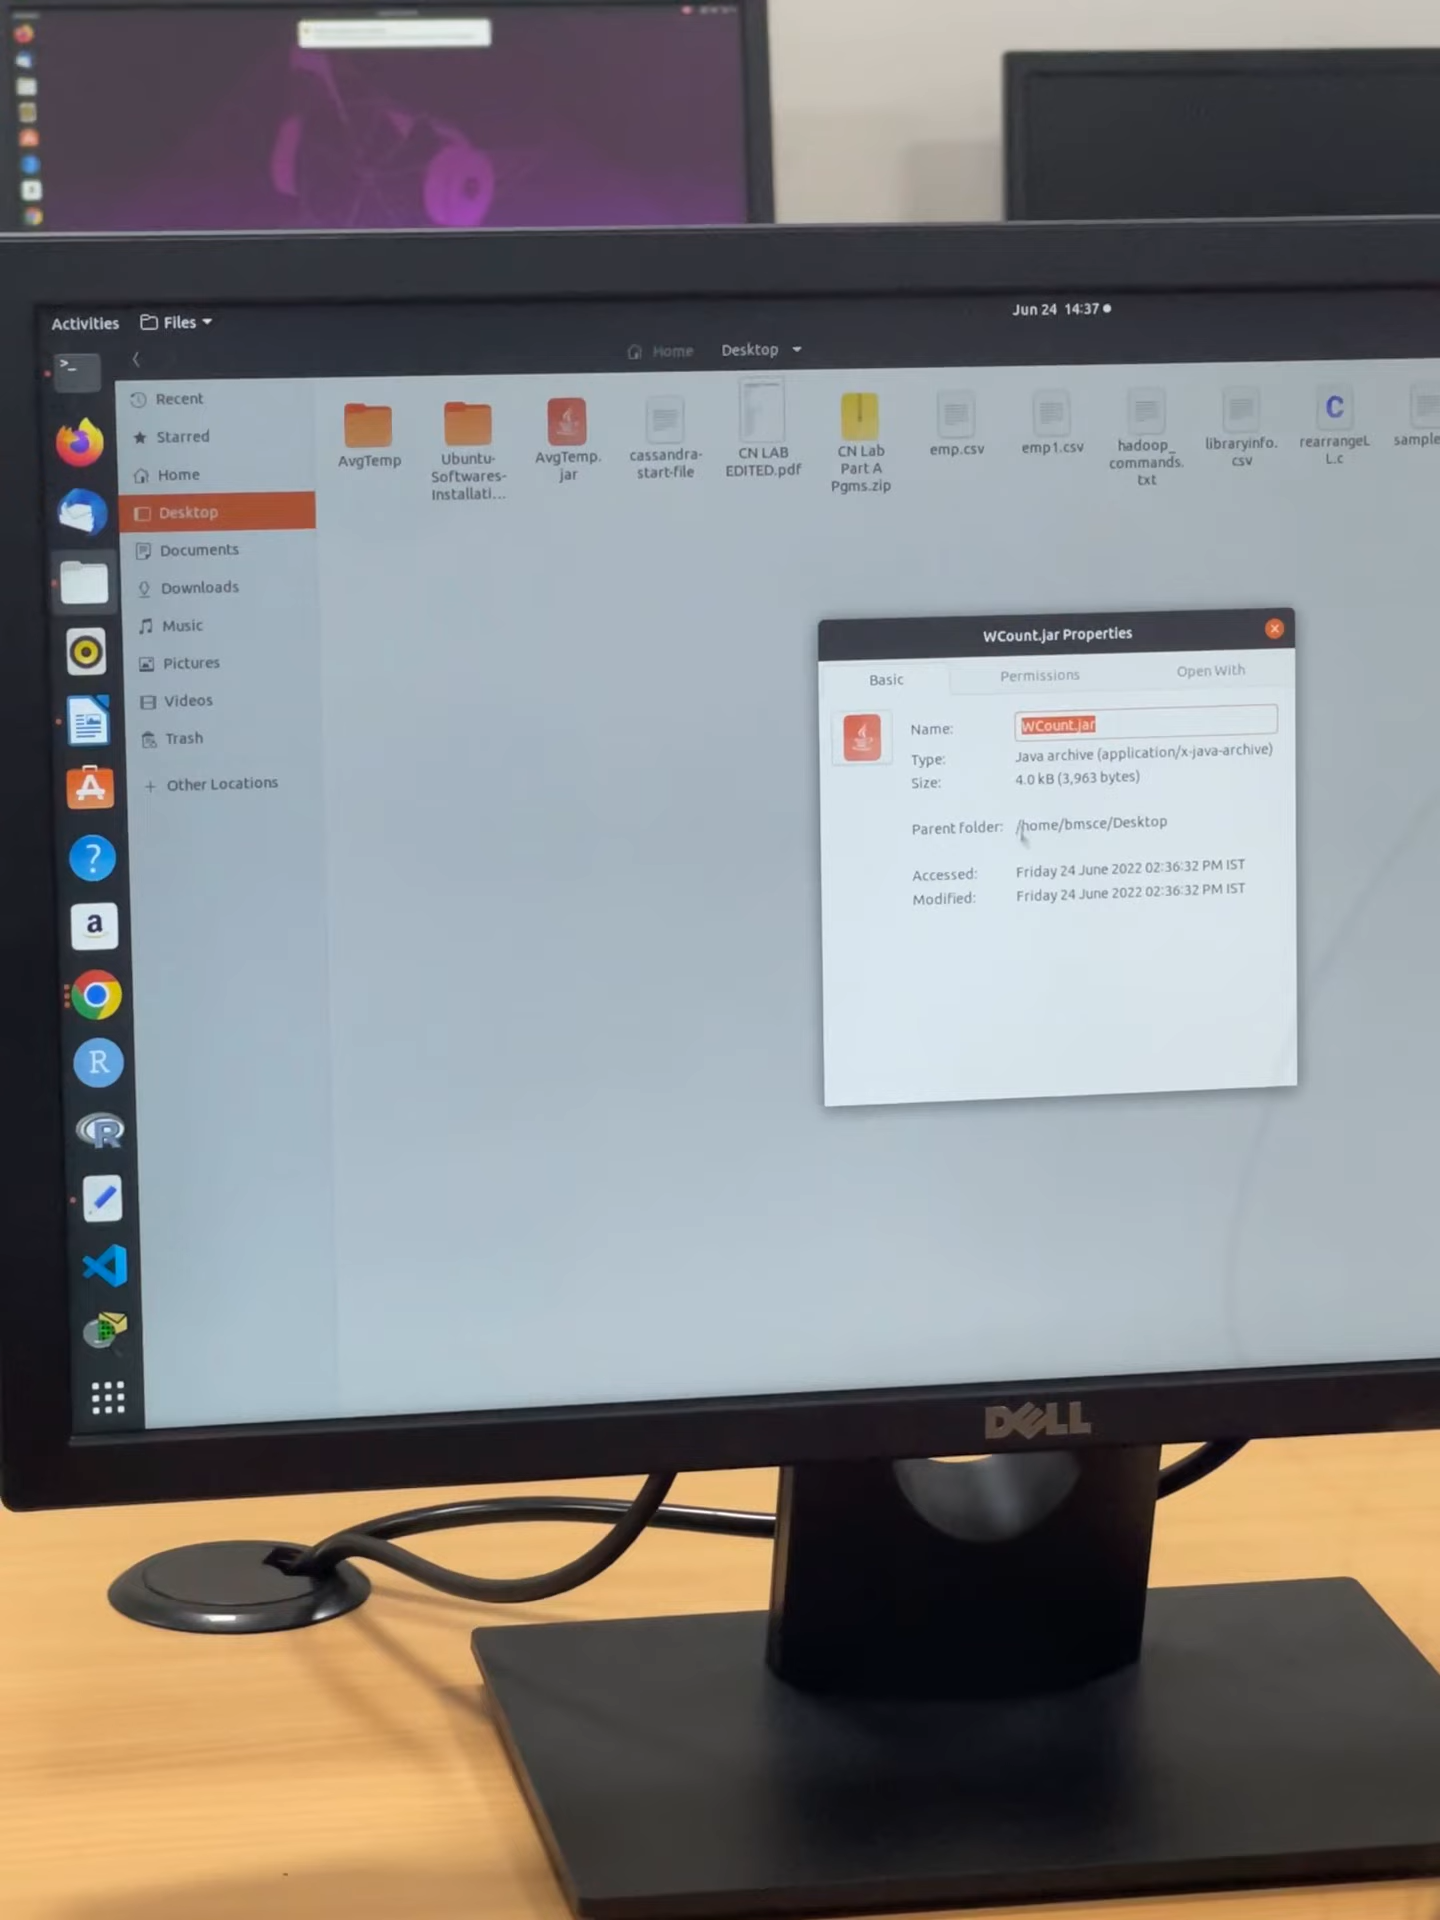 Activities
Files
Jun 24 14:37
Home
Desktop
Recent
Starred
Home
Desktop
Documents
Downloads
Music
Pictures
Videos
Trash
Other Locations
AvgTemp
Ubuntu-
Softwares-
Installati...
AvgTemp.
jar
cassandra-
start-file
CN LAB
EDITED.pdf
CN Lab
Part A
Pgms.zip
emp.csv
emp1.csv
hadoop_
commands.
txt
libraryinfo.
csv
C
rearrangeL
L.c
sample
WCount.jar Properties
Basic
Permissions
Open With
Name:
WCount.jar
Type:
Java archive (application/x-java-archive)
Size:
4.0 kB (3,963 bytes)
Parent folder:
/home/bmsce/Desktop
Accessed:
Friday 24 June 2022 02:36:32 PM IST
Modified:
Friday 24 June 2022 02:36:32 PM IST
>_
A
?
a
R
R
DELL